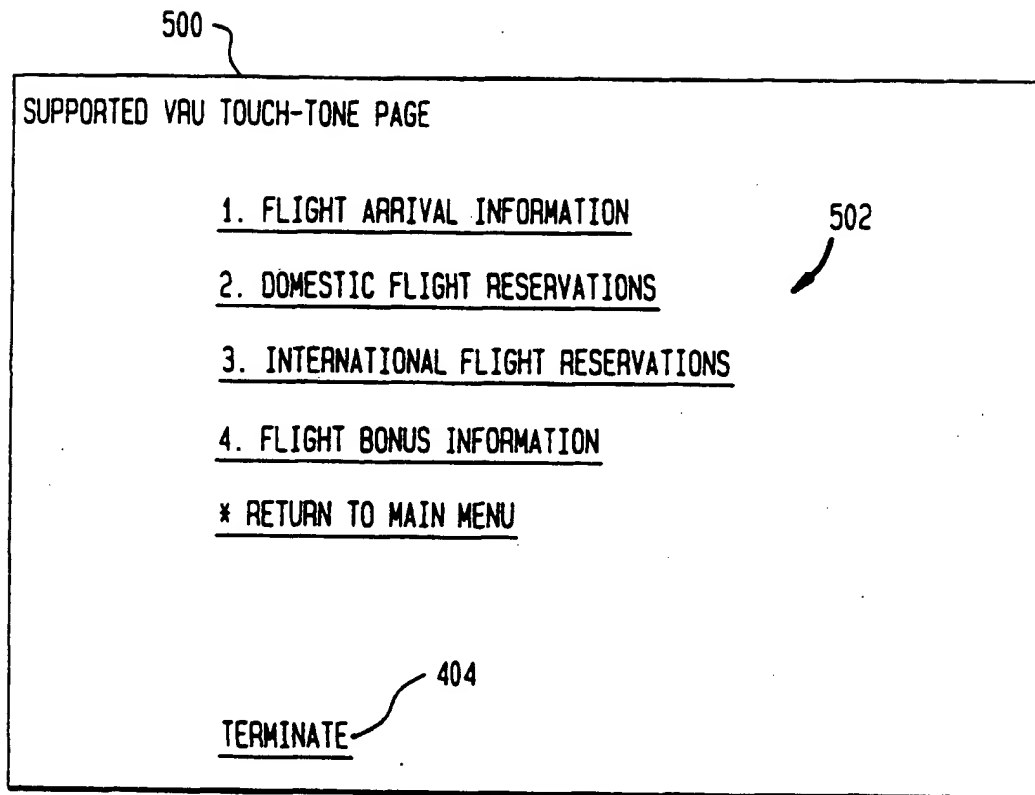 500
SUPPORTED VRU TOUCH-TONE PAGE
1. FLIGHT ARRIVAL INFORMATION
502
2. DOMESTIC FLIGHT RESERVATIONS
3. INTERNATIONAL FLIGHT RESERVATIONS
4. FLIGHT BONUS INFORMATION
* RETURN TO MAIN MENU
404
TERMINATE